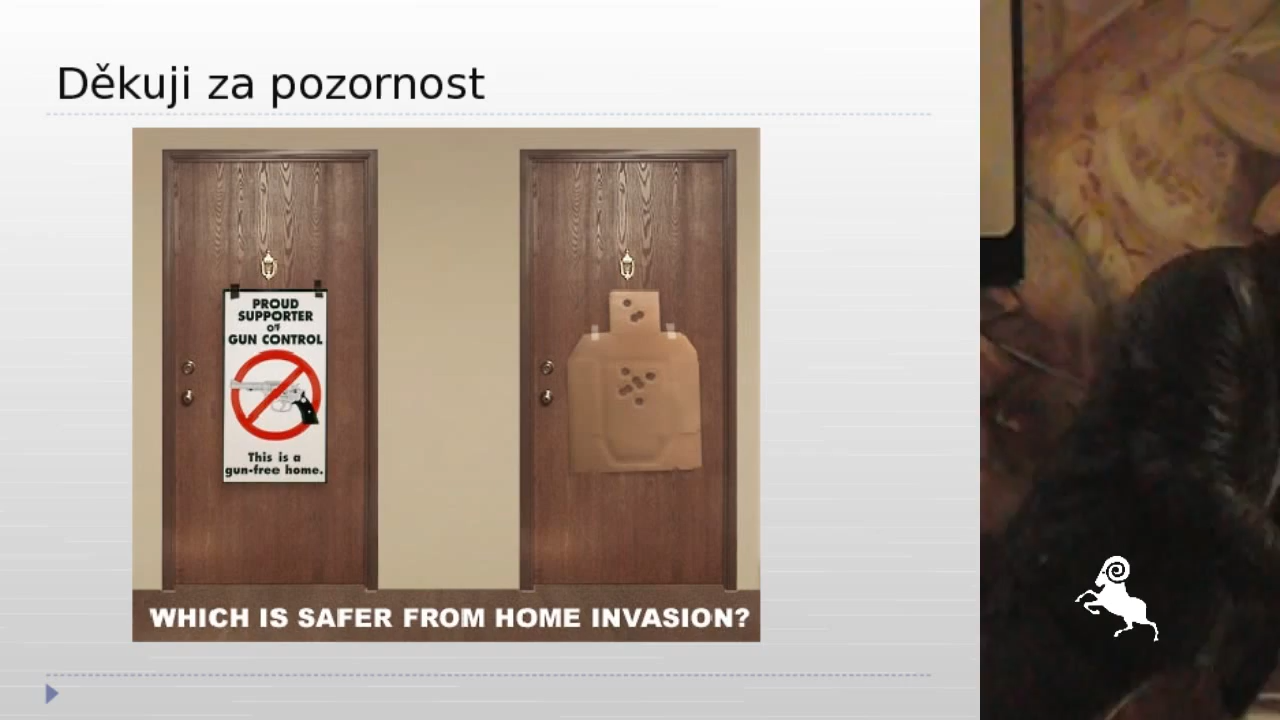 Děkuji za pozornost
PROUD
SUPPORTER
OF
GUN CONTROL
This is a
gun-free home.
WHICH IS SAFER FROM HOME INVASION?